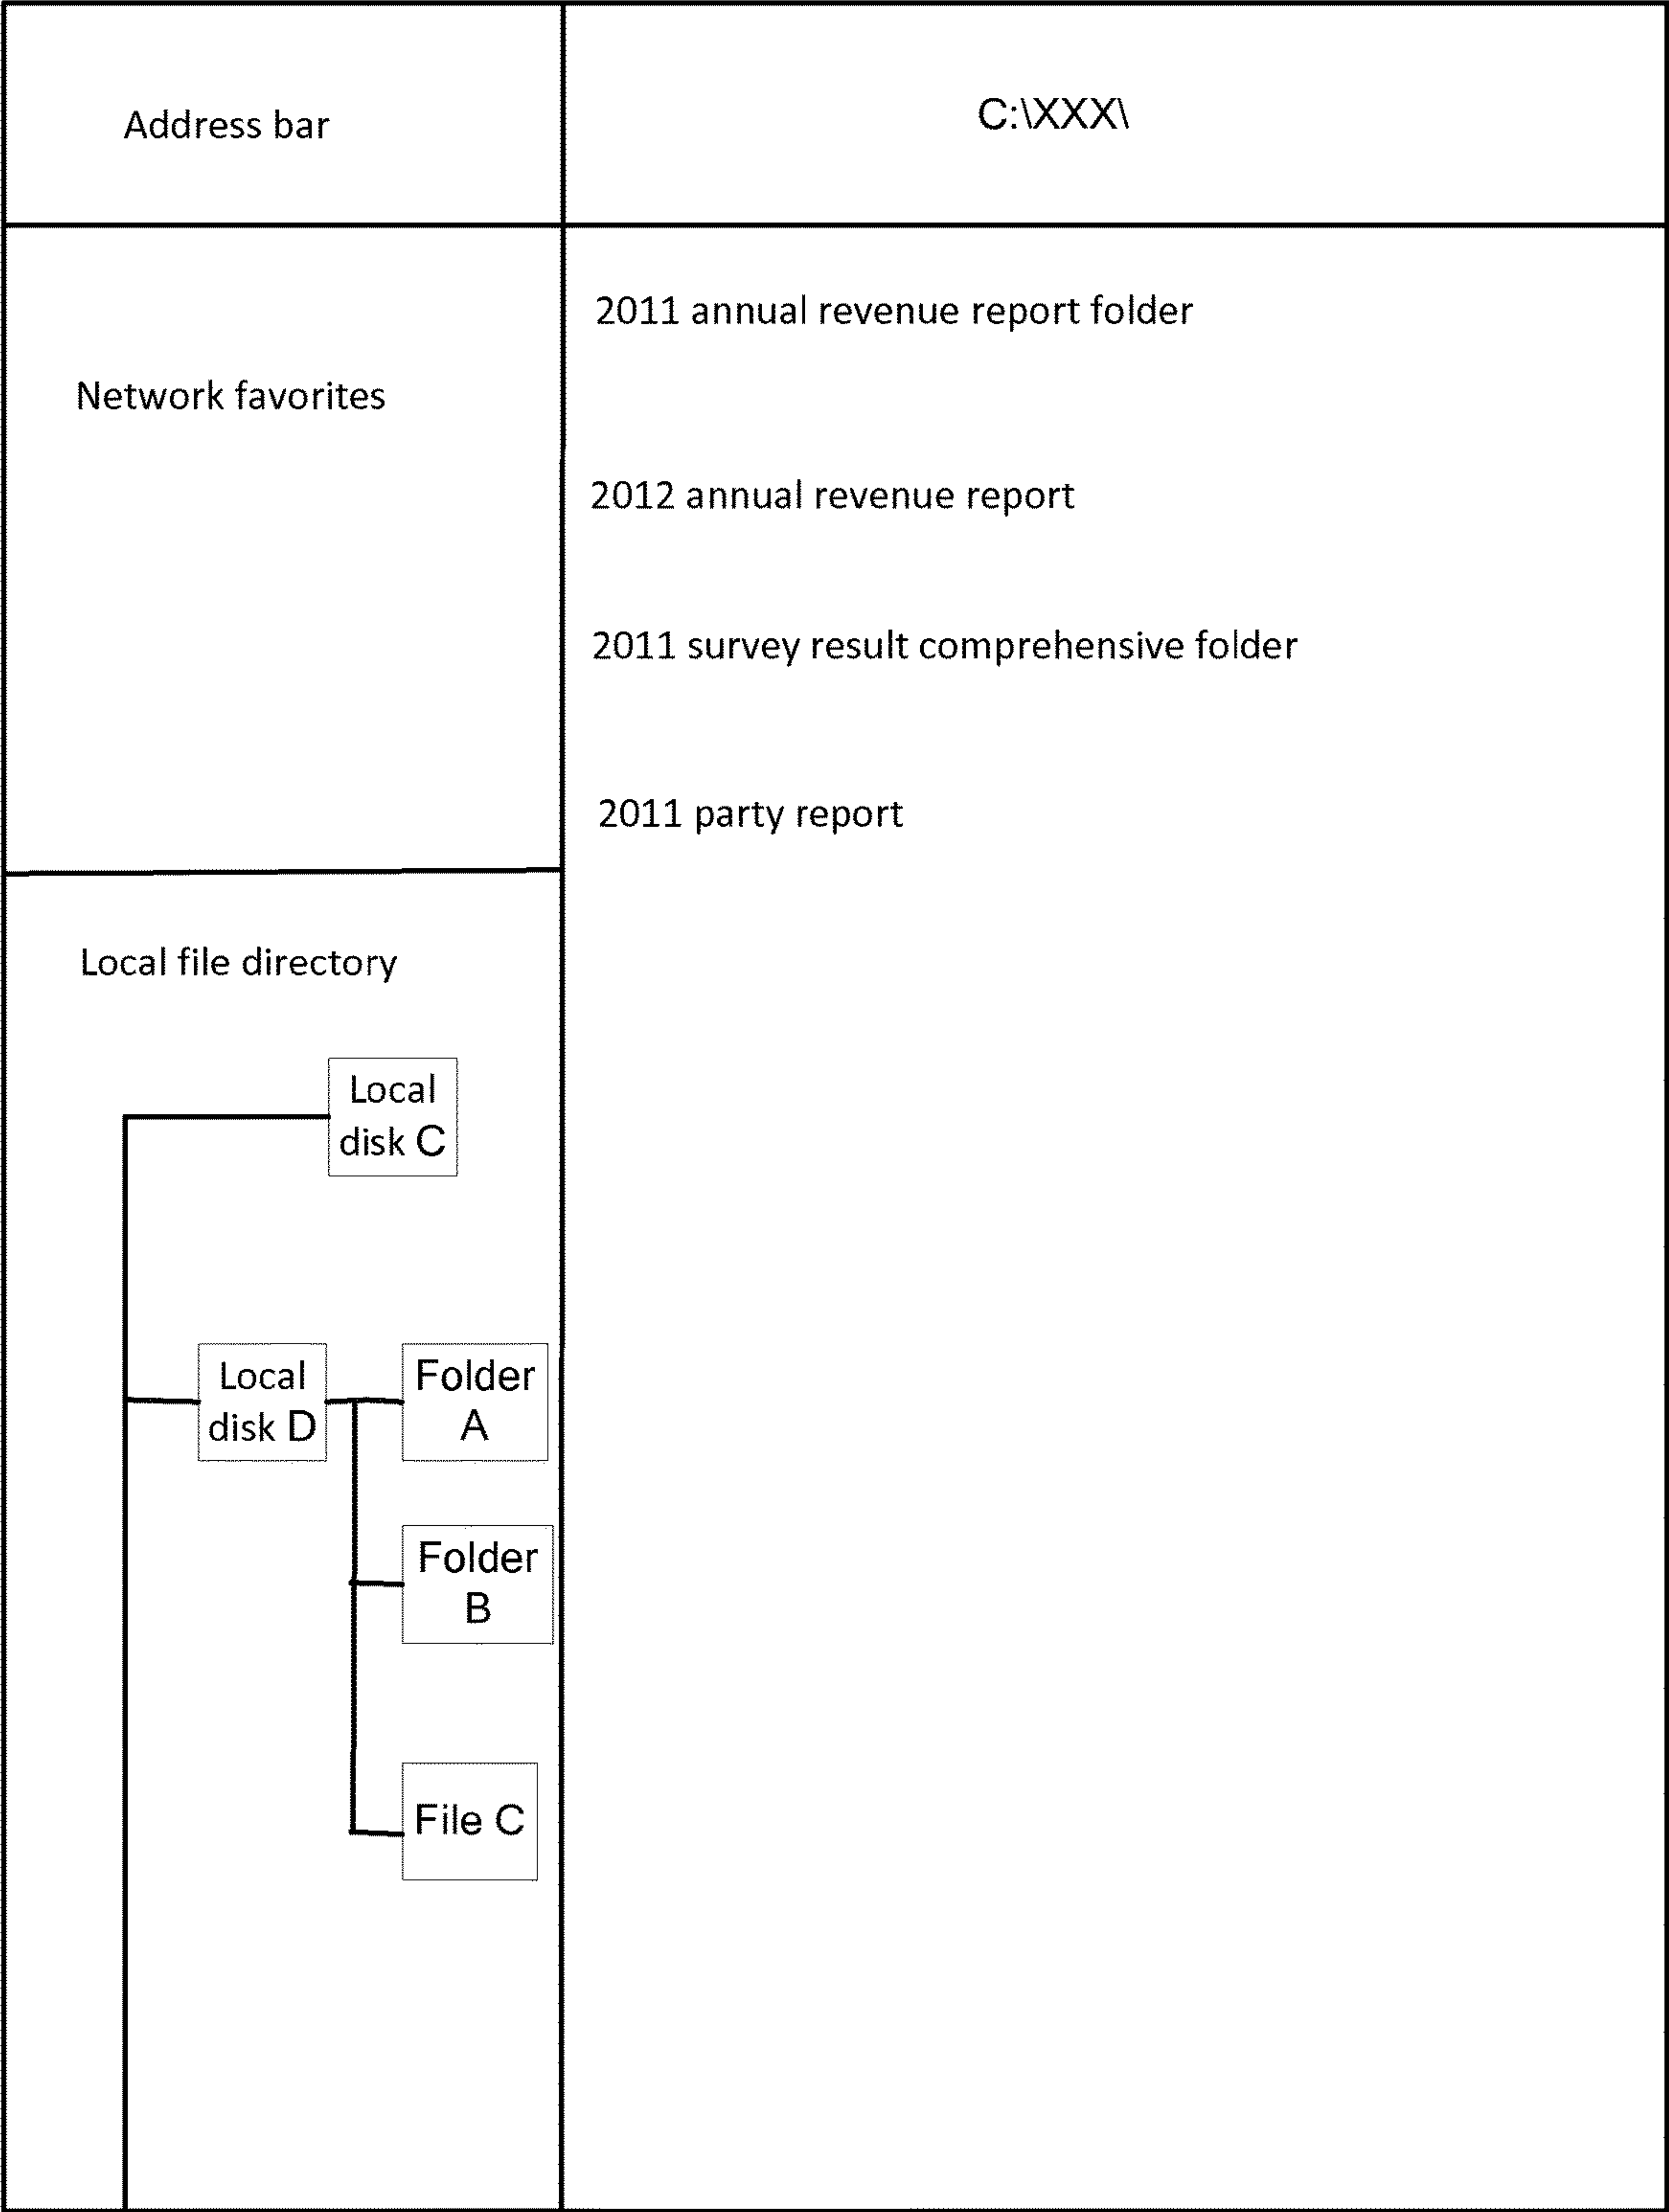 Address bar
C:\XXX\
Network favorites
2011 annual revenue report folder
2012 annual revenue report
2011 survey result comprehensive folder
2011 party report
Local file directory
Local
disk C
Local
disk D
Folder
A
Folder
B
File C